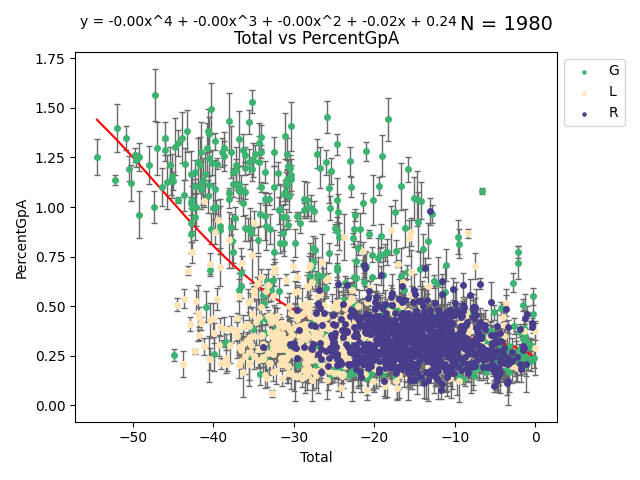 y = -0.00x^4 + -0.00x^3 + -0.00x^2 + -0.02x + 0.24
N = 1980
Total vs PercentGpA
G
L
R
PercentGpA
1.75
1.50
1.25
1.00
0.75
0.50
0.25
0.00
−50
−40
−30
−20
−10
0
Total